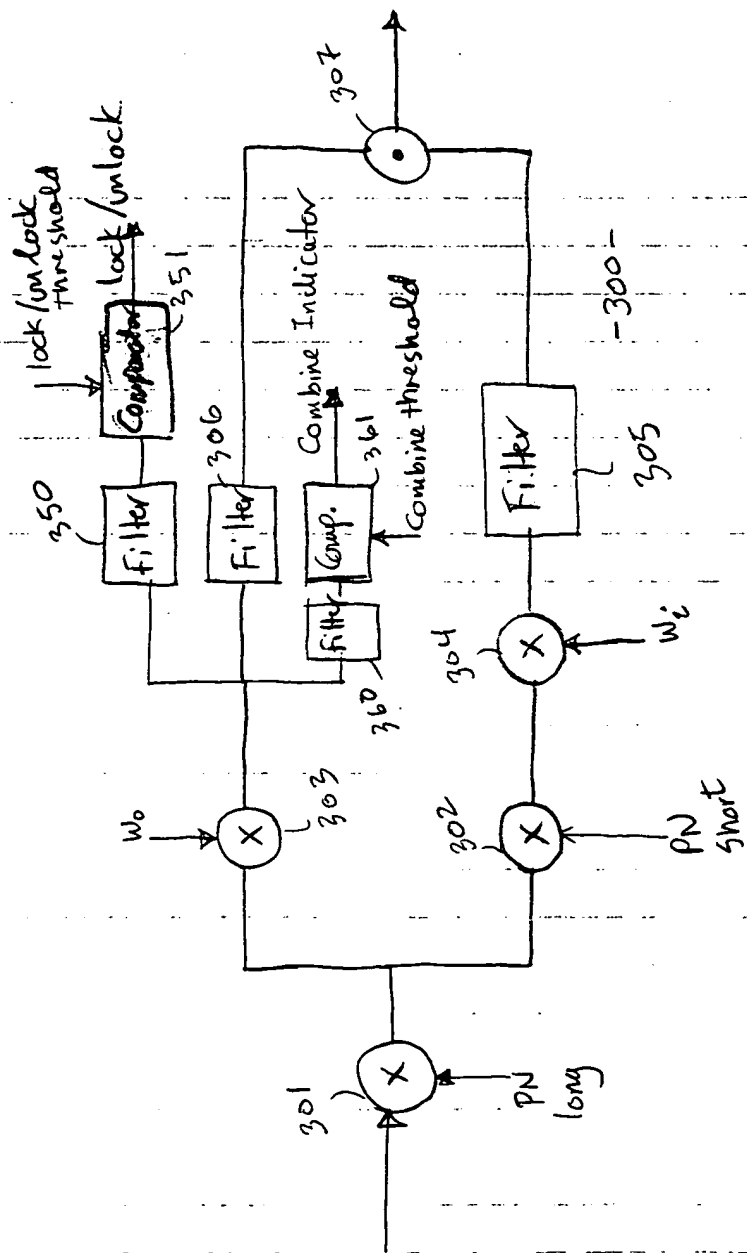 lock/unlock
threshold
lock/unlock
350
Filter
Comparator
351
Filter
306
307
Combine Indicator
W₀
X
303
Filter
360
Comp.
361
Combine threshold
301
X
PN
long
302
X
PN
short
304
X
Wi
Filter
305
-300-